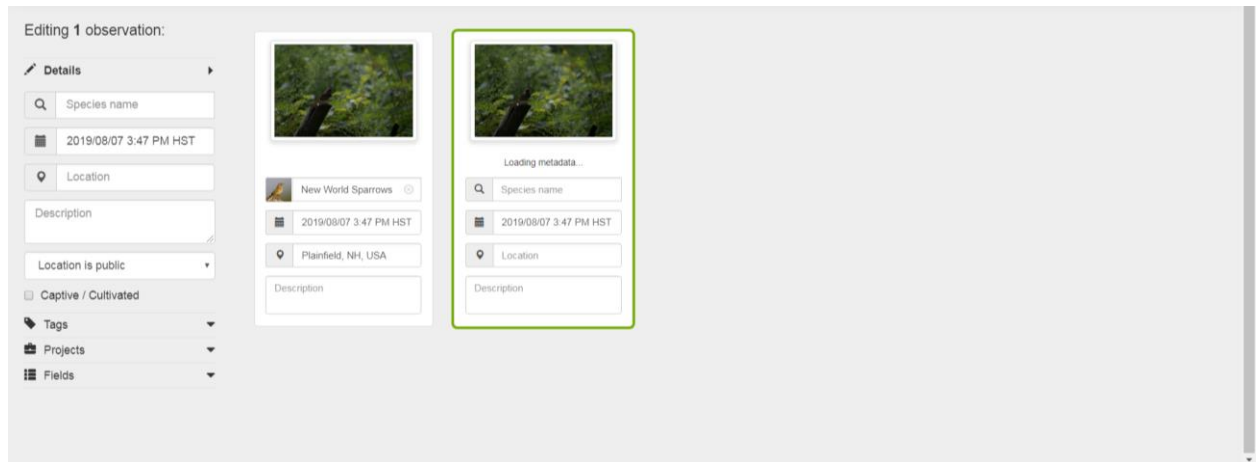 Editing 1 observation:
Details
Species name
2019/08/07 3:47 PM HST
Location
Description
Location is public
Captive / Cultivated
Tags
Projects
Fields
New World Sparrows
2019/08/07 3:47 PM HST
Plainfield, NH, USA
Description
Loading metadata...
Species name
2019/08/07 3:47 PM HST
Location
Description